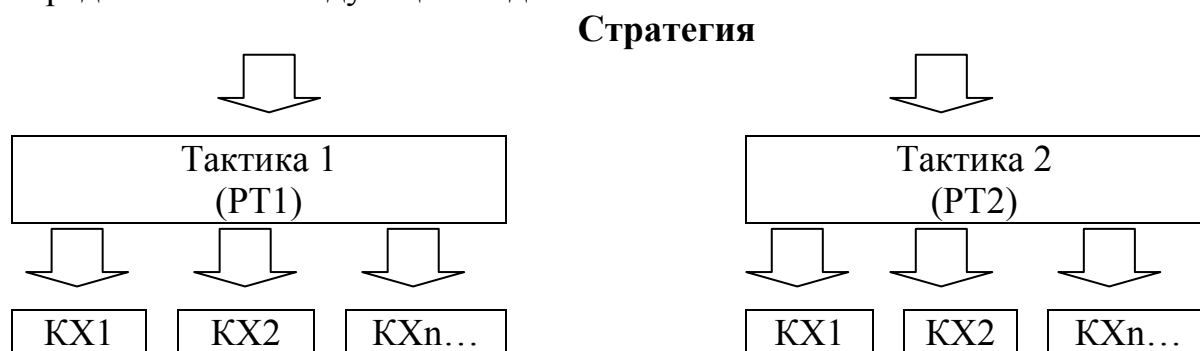 Стратегия
Тактика 1
(РТ1)
Тактика 2
(РТ2)
КХ1
КХ2
КХn…
КХ1
КХ2
КХn…